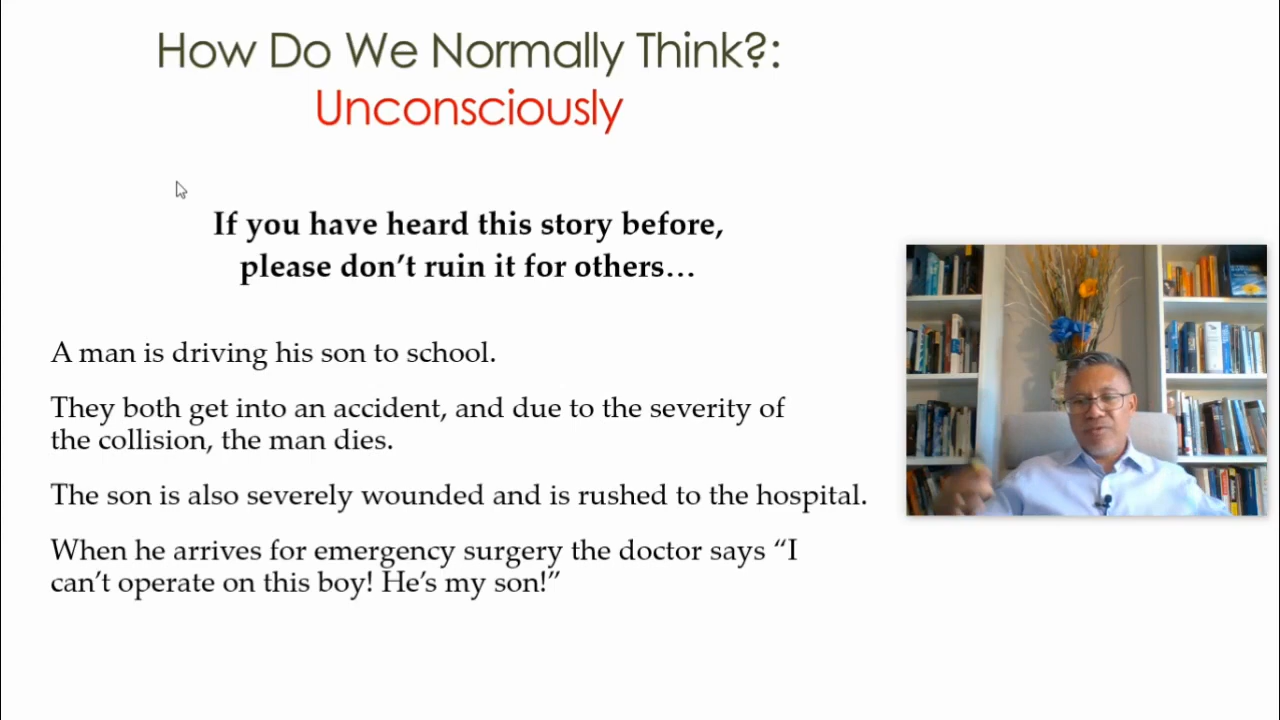 How Do We Normally Think?:
Unconsciously
If you have heard this story before,
please don’t ruin it for others…
A man is driving his son to school.
They both get into an accident, and due to the severity of
the collision, the man dies.
The son is also severely wounded and is rushed to the hospital.
When he arrives for emergency surgery the doctor says “I
can’t operate on this boy! He’s my son!”